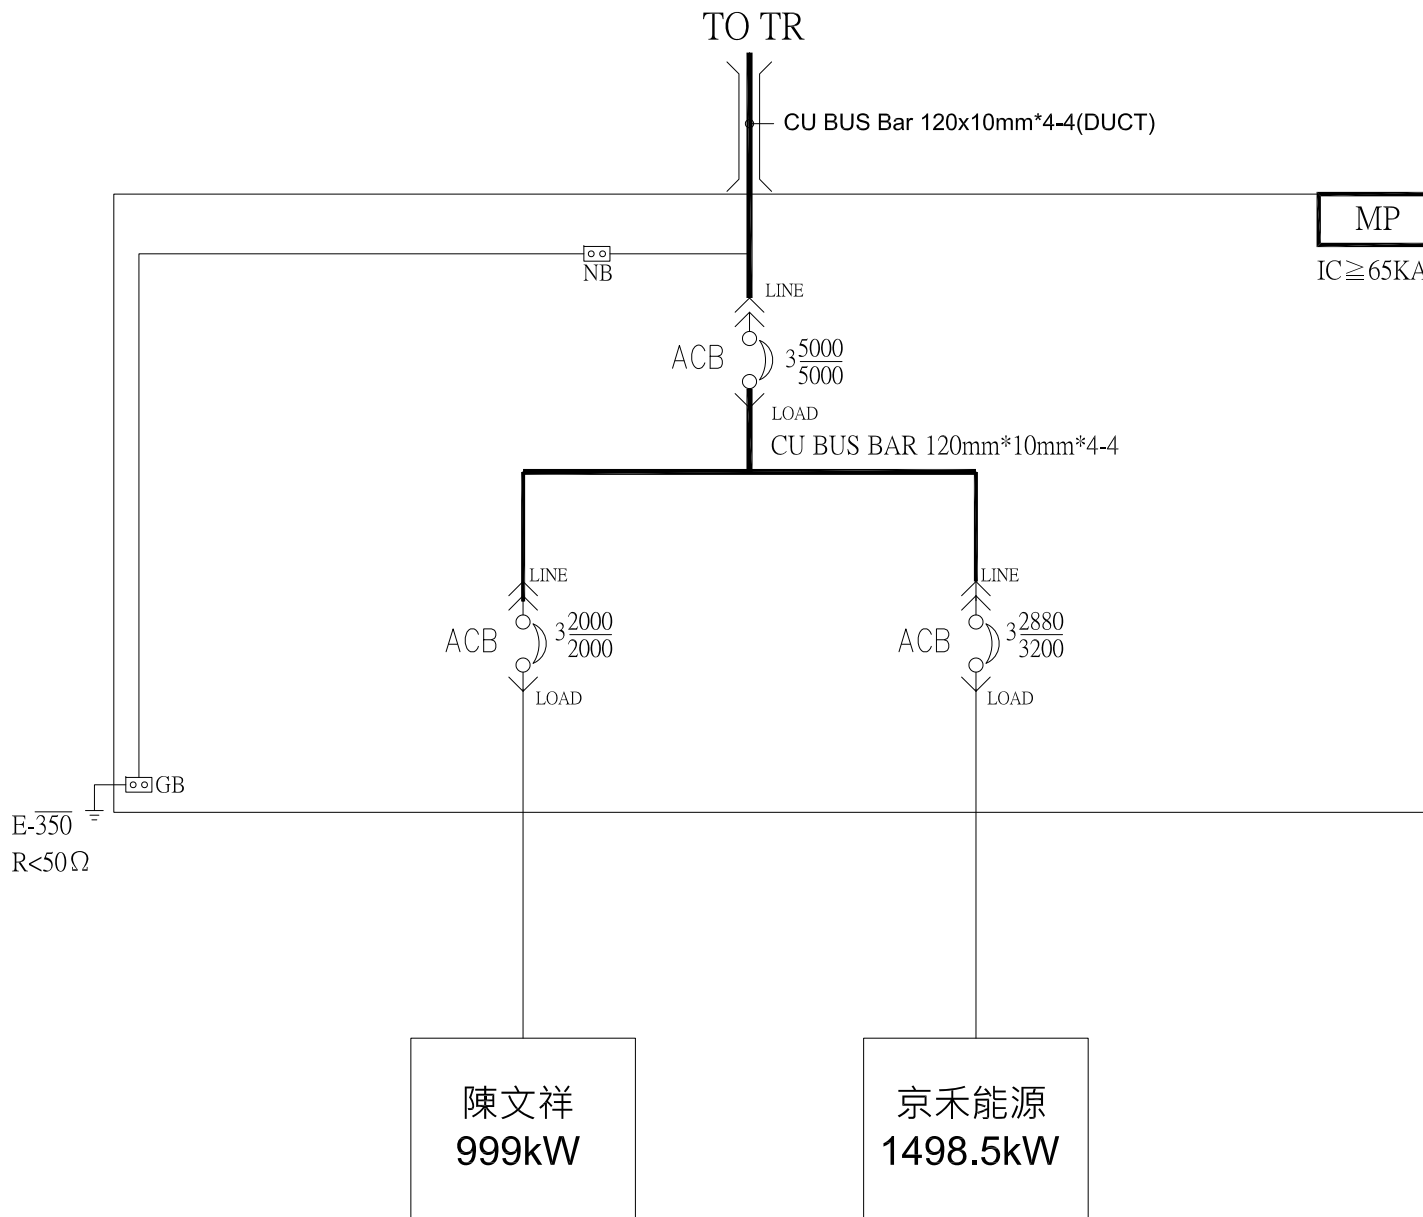 TO TR
CU BUS Bar 120x10mm*4-4(DUCT)
MP
IC≧65KA
NB
LINE
ACB
3 5000
5000
LOAD
CU BUS BAR 120mm*10mm*4-4
LINE
LINE
ACB
3 2000
2000
ACB
3 2880
3200
LOAD
LOAD
GB
E-350
R<50Ω
陳文祥
999kW
京禾能源
1498.5kW